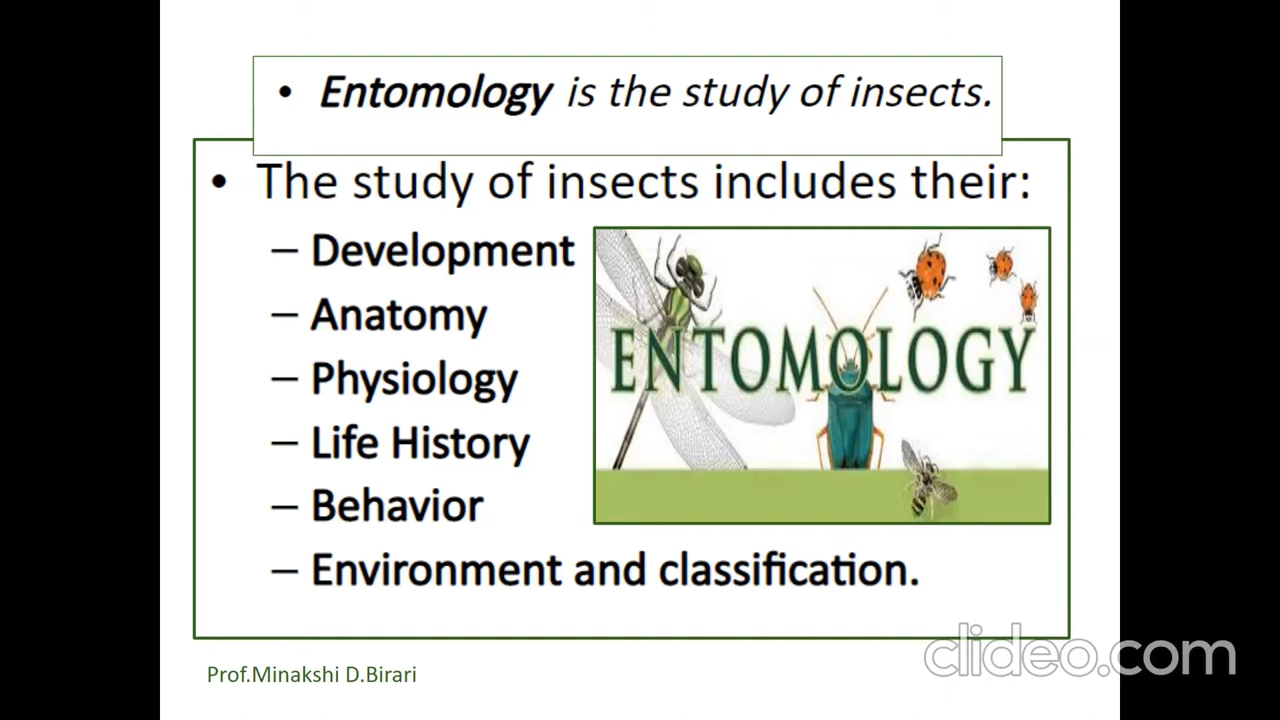 • Entomology is the study of insects.
• The study of insects includes their:
– Development
– Anatomy
– Physiology
– Life History
– Behavior
– Environment and classification.
ENTOMOLOGY
Prof.Minakshi D.Birari
clideo.com